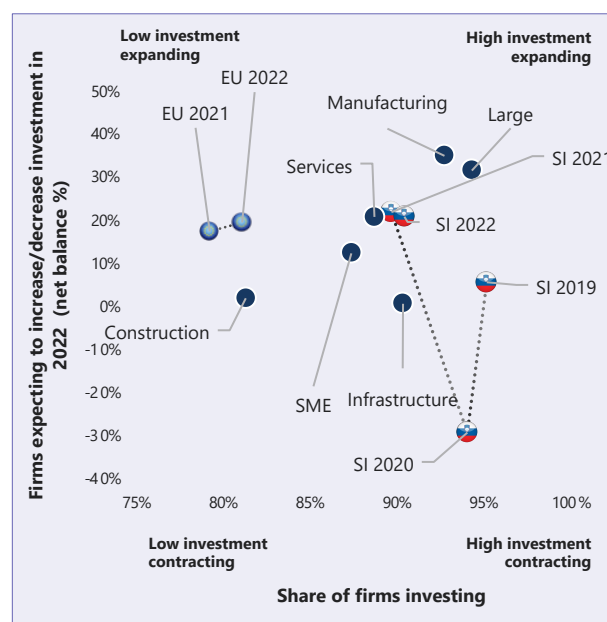 Low investment
expanding
High investment
expanding
Firms expecting to increase/decrease investment in
2022  (net balance %)
50%
40%
30%
20%
10%
0%
-10%
-20%
-30%
-40%
EU 2022
EU 2021
Manufacturing
Large
Services
SI 2021
SI 2022
SI 2019
Construction
SME
Infrastructure
SI 2020
75%
80%
85%
90%
95%
100%
Low investment
contracting
High investment
contracting
Share of firms investing